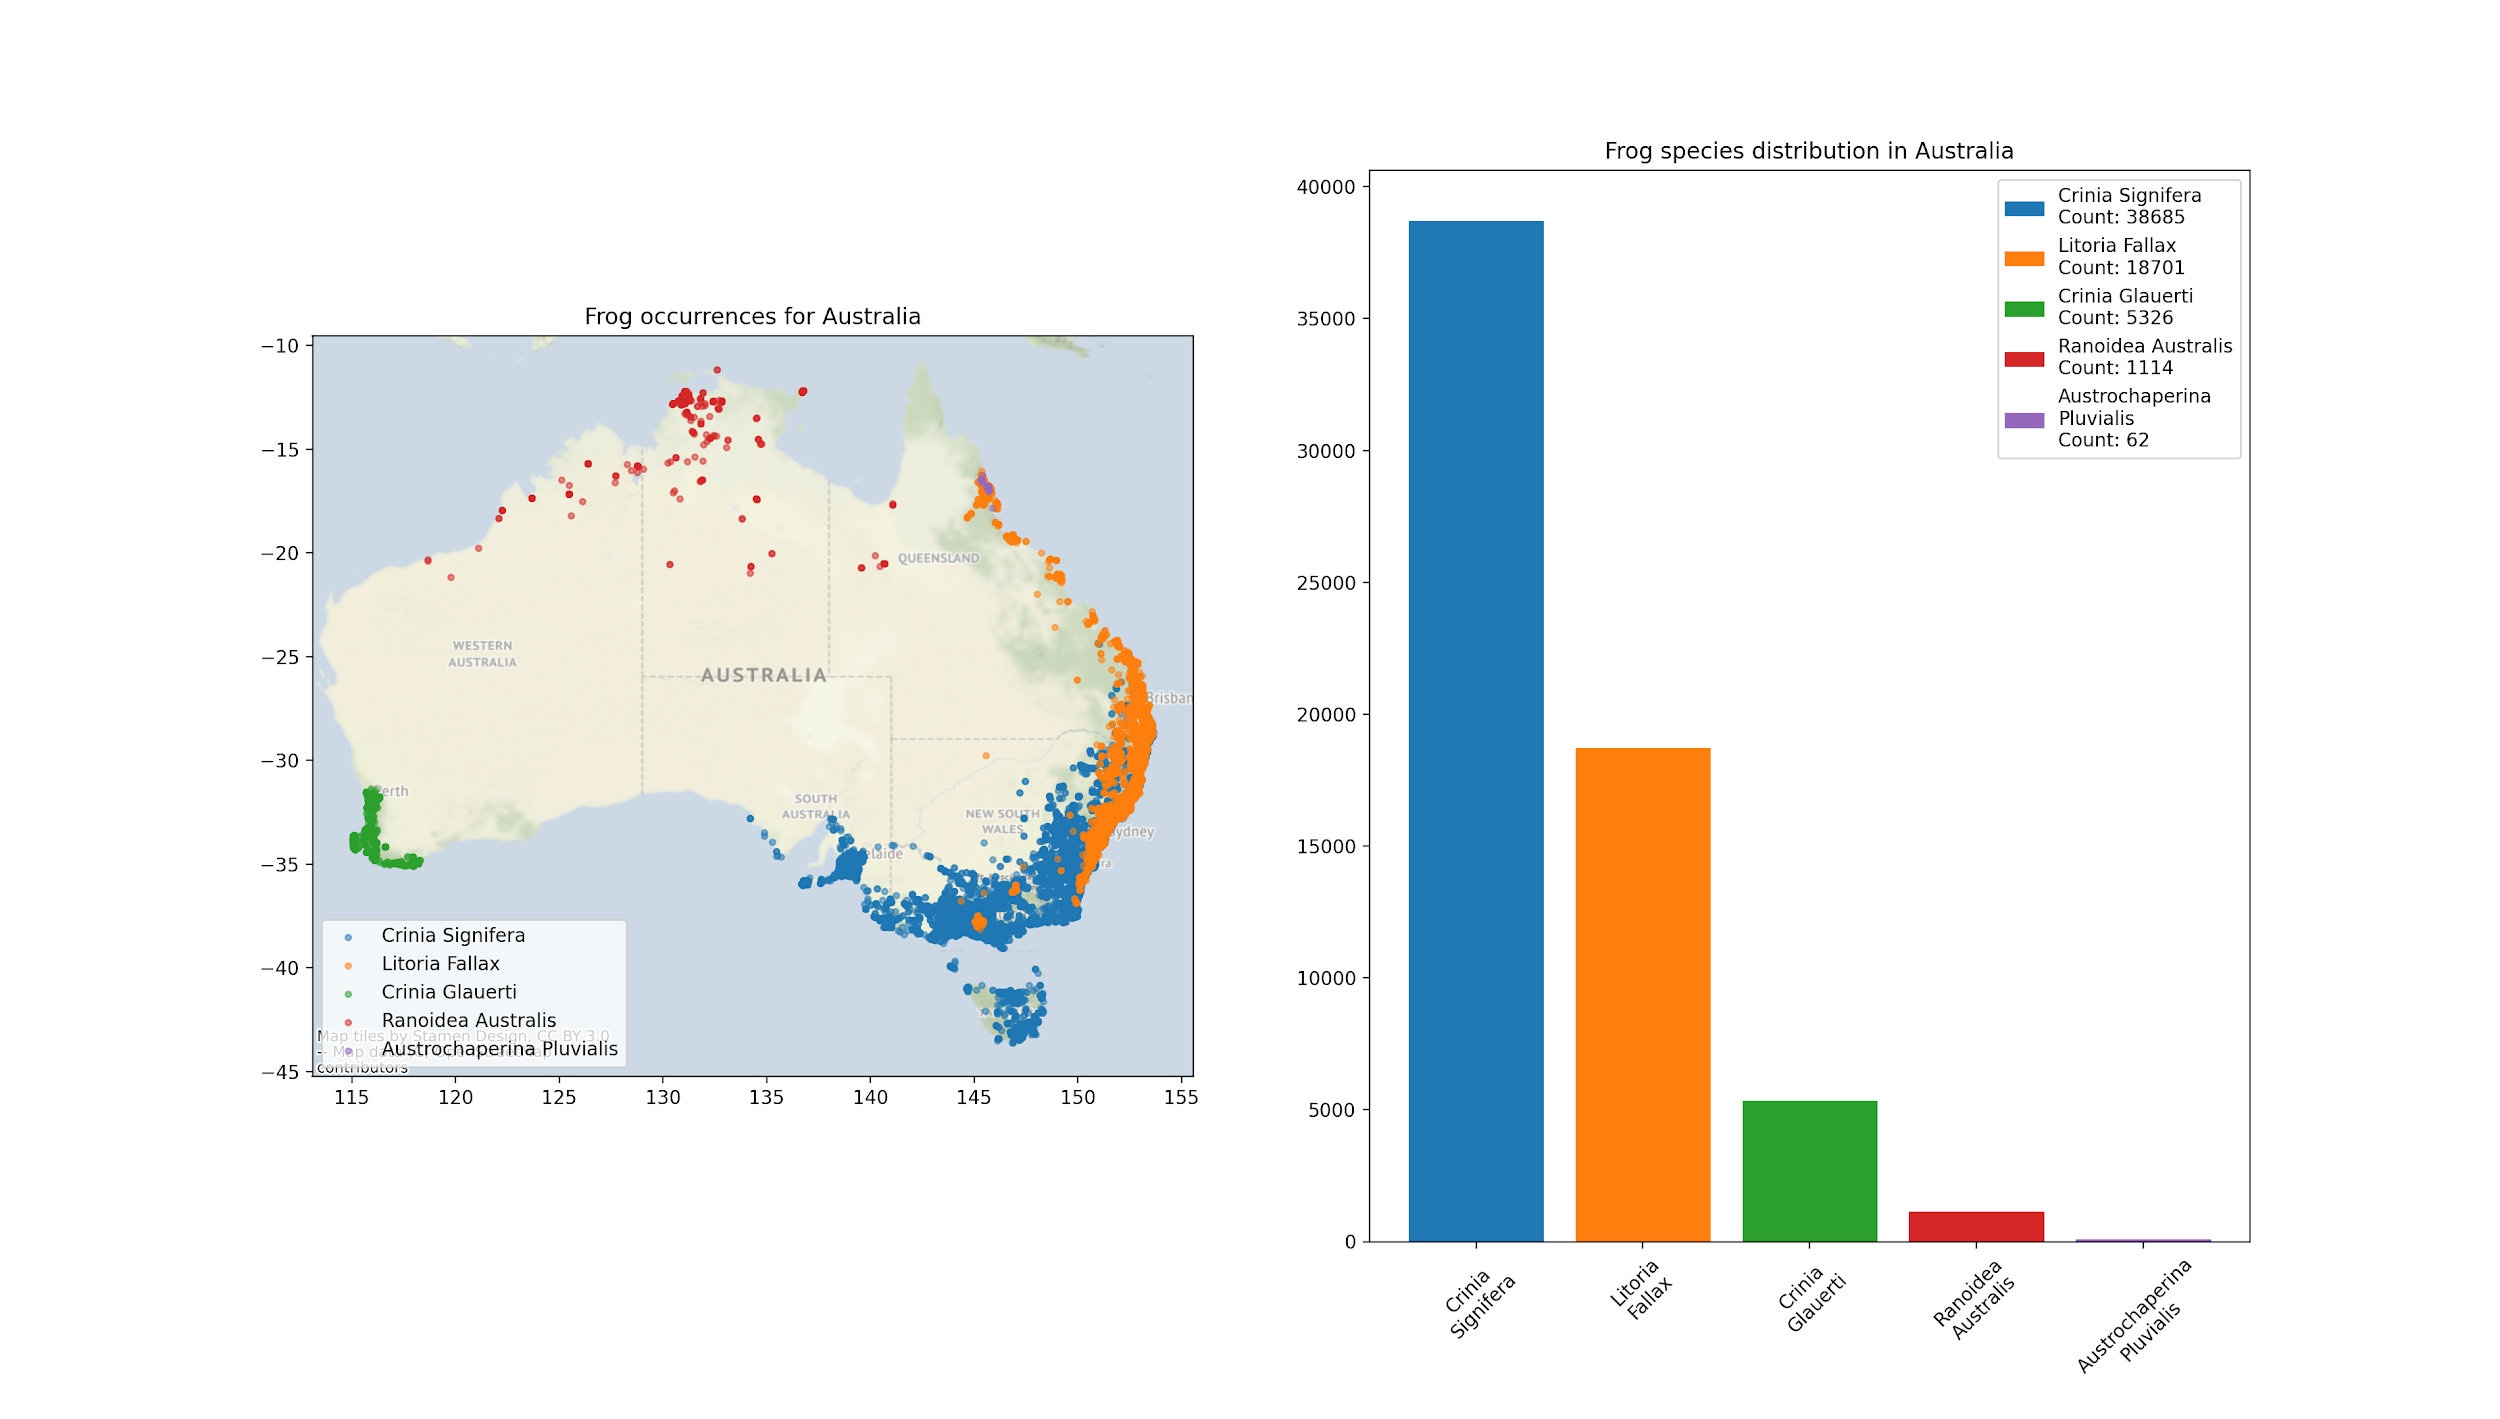 Frog occurrences for Australia
−10
−15
−20
−25
−30
−35
−40
−45
115
120
125
130
135
140
145
150
155
QUEENSLAND
WESTERN
AUSTRALIA
AUSTRALIA
Brisban
Perth
SOUTH
AUSTRALIA
NEW SOUTH
WALES
ydney
elaide
ra
Crinia Signifera
Litoria Fallax
Crinia Glauerti
Ranoidea Australis
Austrochaperina Pluvialis
Map tiles by Stamen Design, CC BY 3.0
-- Map data
contributors
Frog species distribution in Australia
40000
35000
30000
25000
20000
15000
10000
5000
0
Crinia Signifera
Count: 38685
Litoria Fallax
Count: 18701
Crinia Glauerti
Count: 5326
Ranoidea Australis
Count: 1114
Austrochaperina
Pluvialis
Count: 62
Crinia
Signifera
Litoria
Fallax
Crinia
Glauerti
Ranoidea
Australis
Austrochaperina
Pluvialis